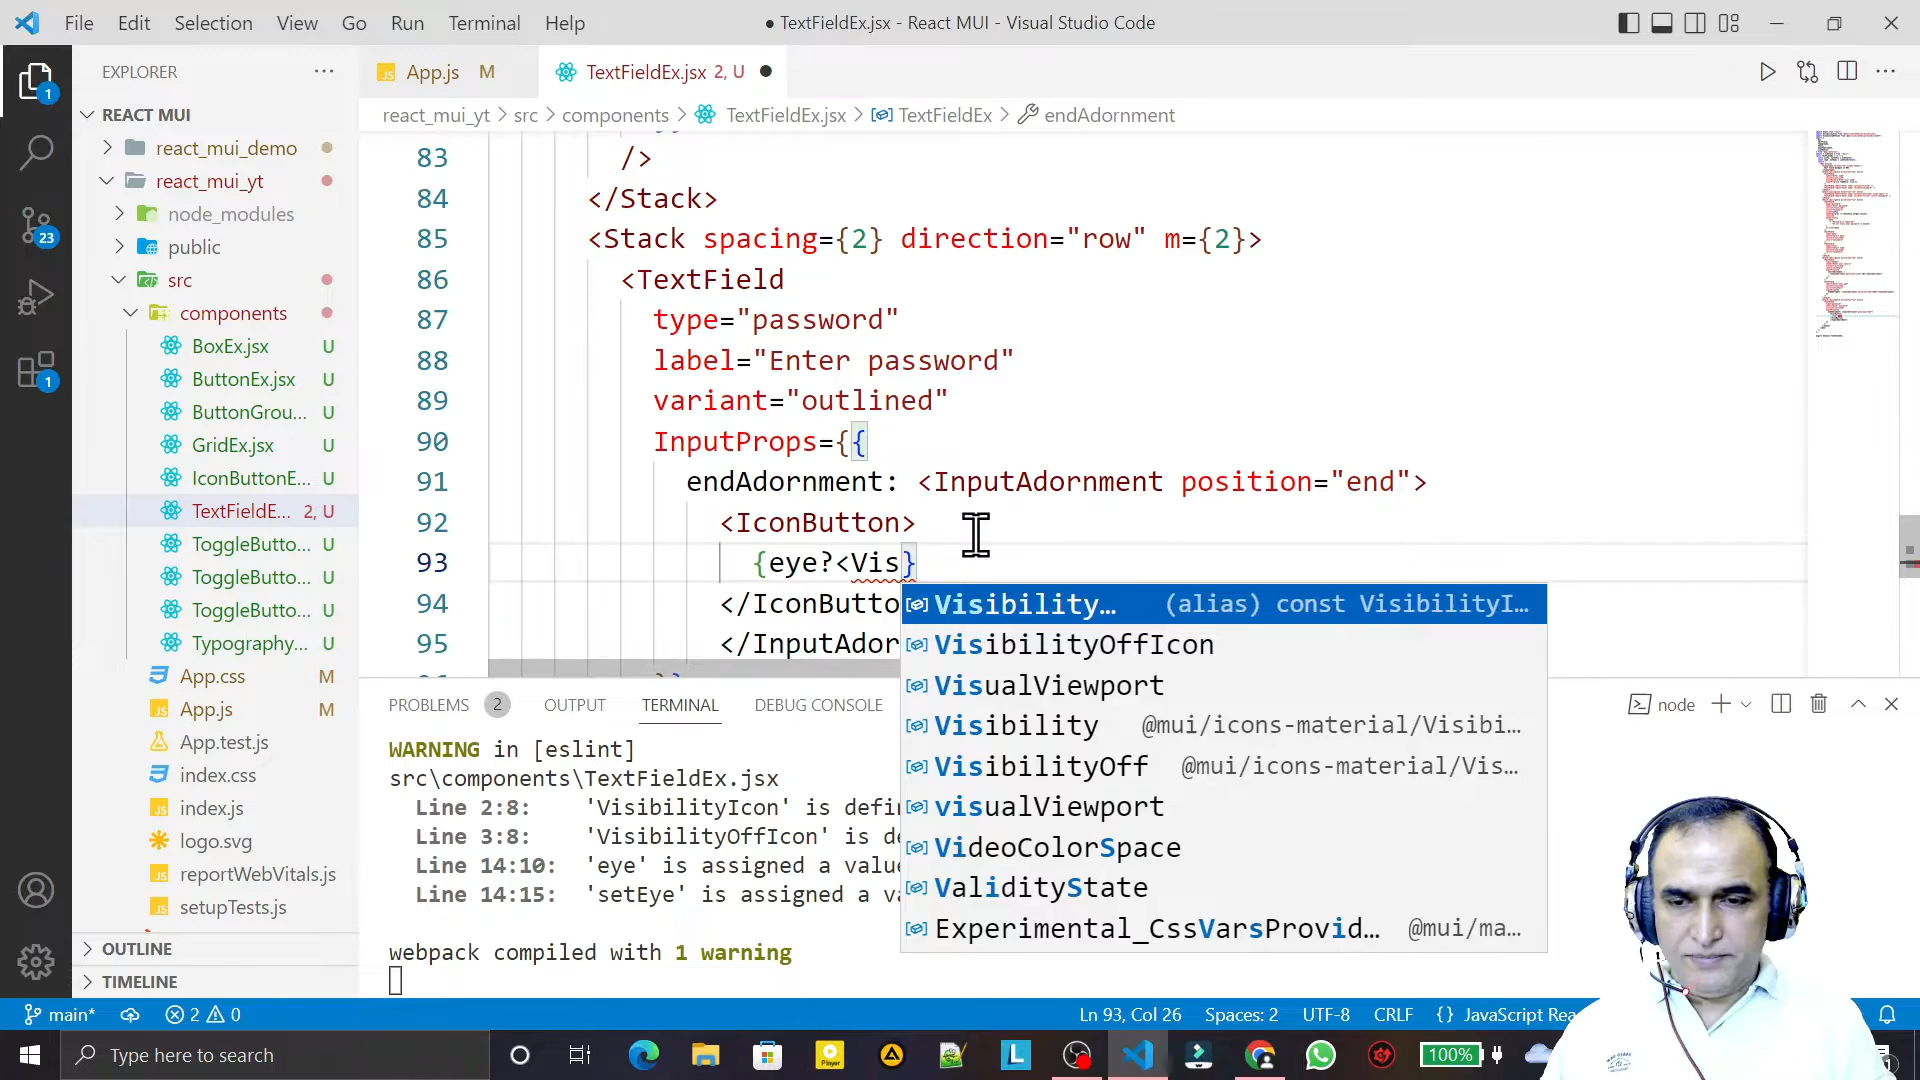 File Edit Selection View Go Run Terminal Help
● TextFieldEx.jsx - React MUI - Visual Studio Code
EXPLORER
App.js M
TextFieldEx.jsx 2, U
react_mui_yt > src > components > TextFieldEx.jsx > TextFieldEx > endAdornment
REACT MUI
react_mui_demo
react_mui_yt
node_modules
public
src
components
BoxEx.jsx U
ButtonEx.jsx U
ButtonGrou... U
GridEx.jsx U
IconButtonE... U
TextFieldE... 2, U
ToggleButto... U
ToggleButto... U
ToggleButto... U
Typography... U
App.css M
App.js M
App.test.js
index.css
index.js
logo.svg
reportWebVitals.js
setupTests.js
OUTLINE
TIMELINE
1
23
1
83 />
84 </Stack>
85 <Stack spacing={2} direction="row" m={2}>
86 <TextField
87 type="password"
88 label="Enter password"
89 variant="outlined"
90 InputProps={{
91 endAdornment: <InputAdornment position="end">
92 <IconButton>
93 {eye?<Vis}
94 </IconButto
95 </InputAdor
Visibility… (alias) const VisibilityI…
VisibilityOffIcon
VisualViewport
Visibility @mui/icons-material/Visibi…
VisibilityOff @mui/icons-material/Vis…
visualViewport
VideoColorSpace
ValidityState
Experimental_CssVarsProvid… @mui/ma…
PROBLEMS 2 OUTPUT TERMINAL DEBUG CONSOLE
node
WARNING in [eslint]
src\components\TextFieldEx.jsx
Line 2:8: 'VisibilityIcon' is defi
Line 3:8: 'VisibilityOffIcon' is d
Line 14:10: 'eye' is assigned a valu
Line 14:15: 'setEye' is assigned a v
webpack compiled with 1 warning
main* 2 0
Ln 93, Col 26 Spaces: 2 UTF-8 CRLF {} JavaScript Rea
Type here to search
Player
L
100%